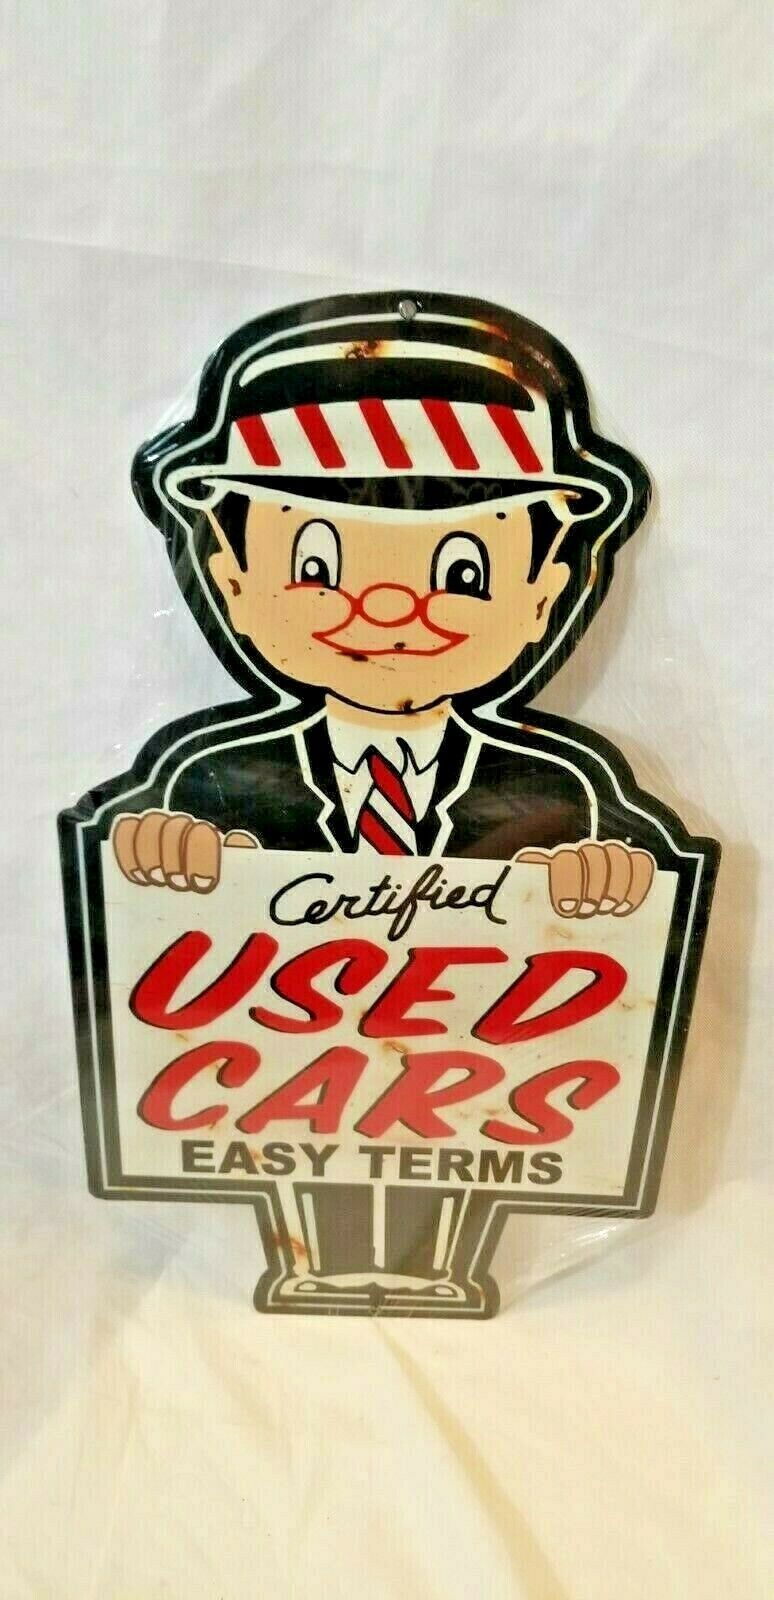 Certified
USED
CARS
EASY TERMS